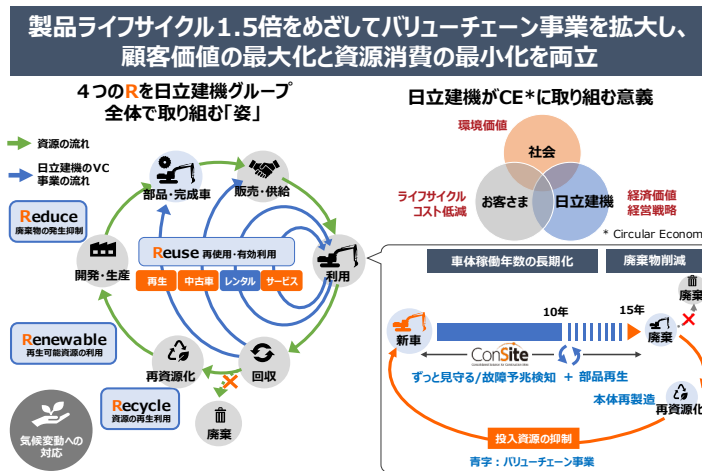 製品ライフサイクル1.5倍をめざしてバリューチェーン事業を拡大し、
顧客価値の最大化と資源消費の最小化を両立
4つのRを日立建機グループ
全体で取り組む「姿」
資源の流れ
日立建機のVC
事業の流れ
部品・完成車
販売・供給
Reduce
廃棄物の発生抑制
Reuse 再使用・有効利用
再生
中古車
レンタル
サービス
利用
開発・生産
Renewable
再生可能資源の利用
再資源化
回収
Recycle
資源の再生利用
廃棄
気候変動への
対応
日立建機がCE*に取り組む意義
環境価値
社会
お客さま
日立建機
ライフサイクル
コスト低減
経済価値
経営戦略
* Circular Econom
車体稼働年数の長期化
廃棄物削減
廃棄
10年
15年
新車
廃棄
ConSite
ずっと見守る/故障予兆検知 + 部品再生
本体再製造
再資源化
投入資源の抑制
青字：バリューチェーン事業